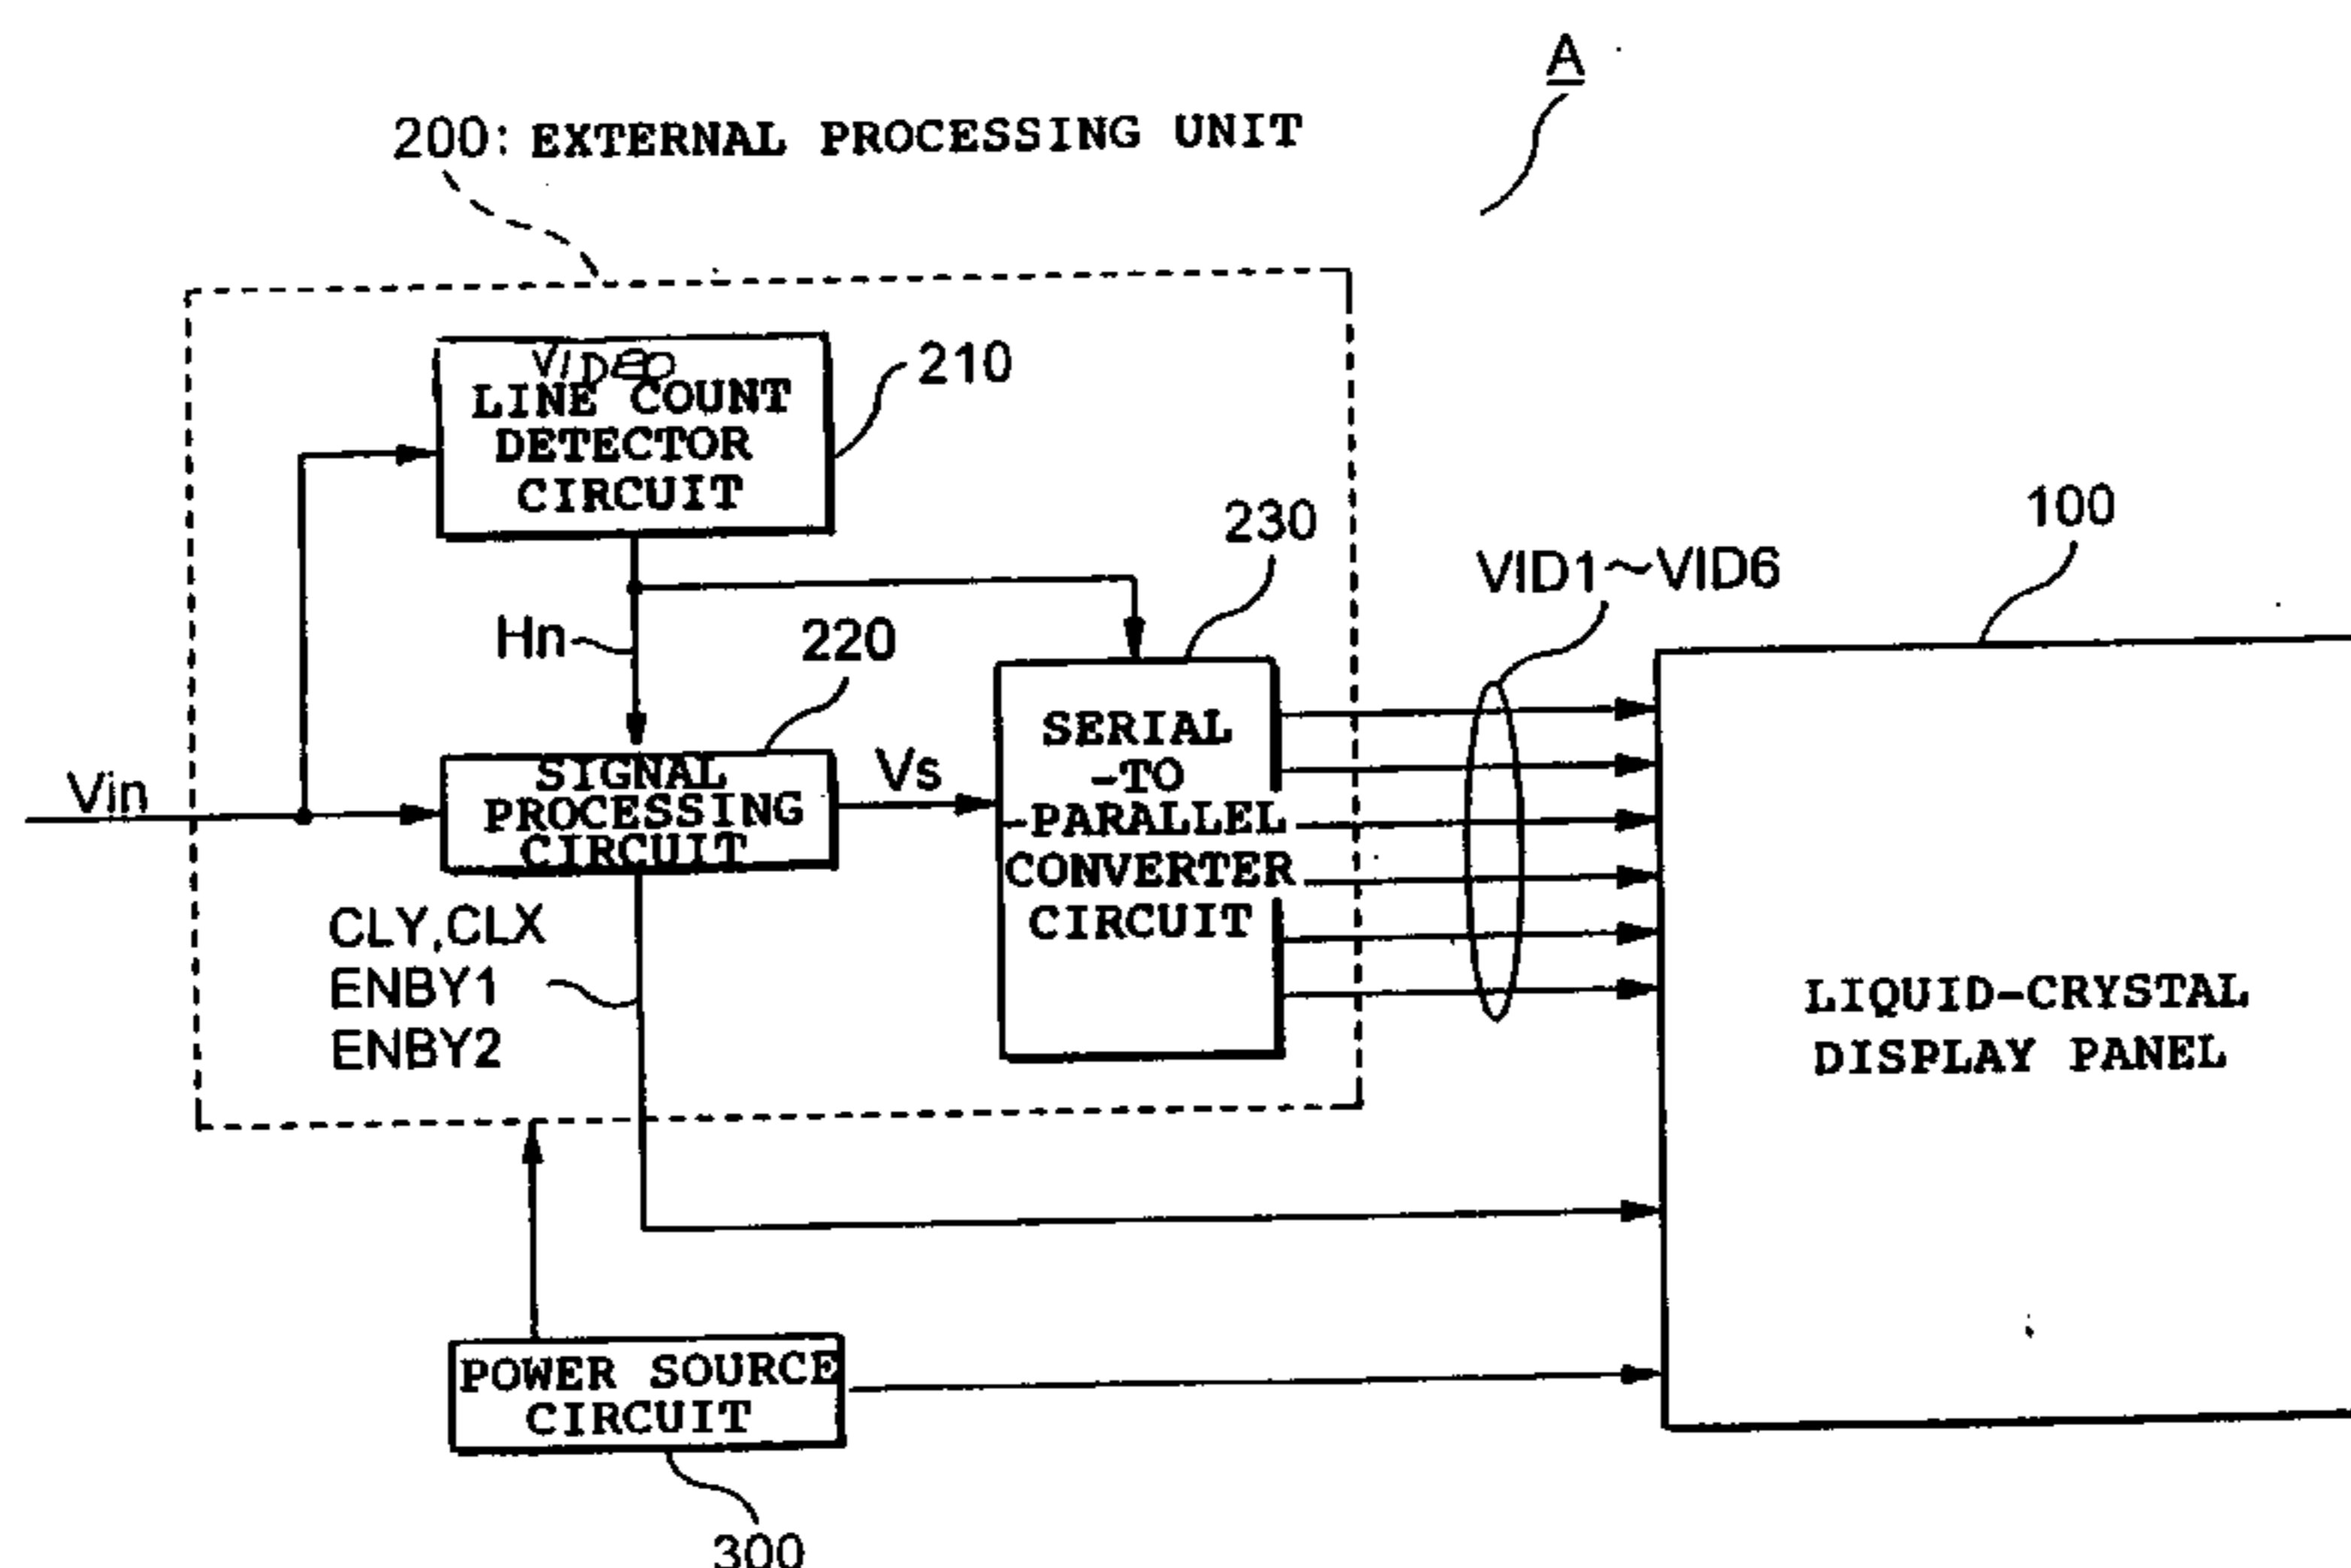 A
200: EXTERNAL PROCESSING UNIT
VIDEO
LINE COUNT
DETECTOR
CIRCUIT
210
230
100
VID1~VID6
Hn
220
SERIAL
-TO
-PARALLEL
CONVERTER
CIRCUIT
Vin
SIGNAL
PROCESSING
CIRCUIT
Vs
CLY,CLX
ENBY1
ENBY2
LIQUID-CRYSTAL
DISPLAY PANEL
POWER SOURCE
CIRCUIT
300